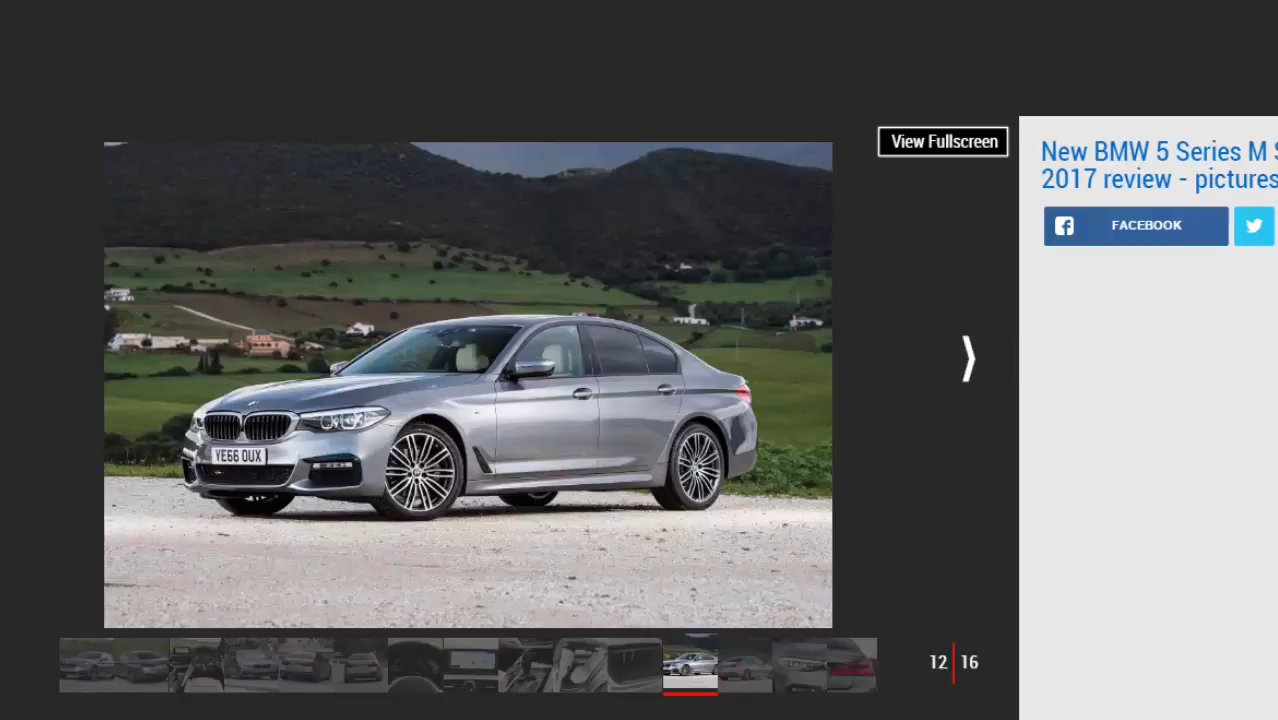 View Fullscreen
New BMW 5 Series M S
2017 review - pictures
FACEBOOK
YE66 OUX
12 16